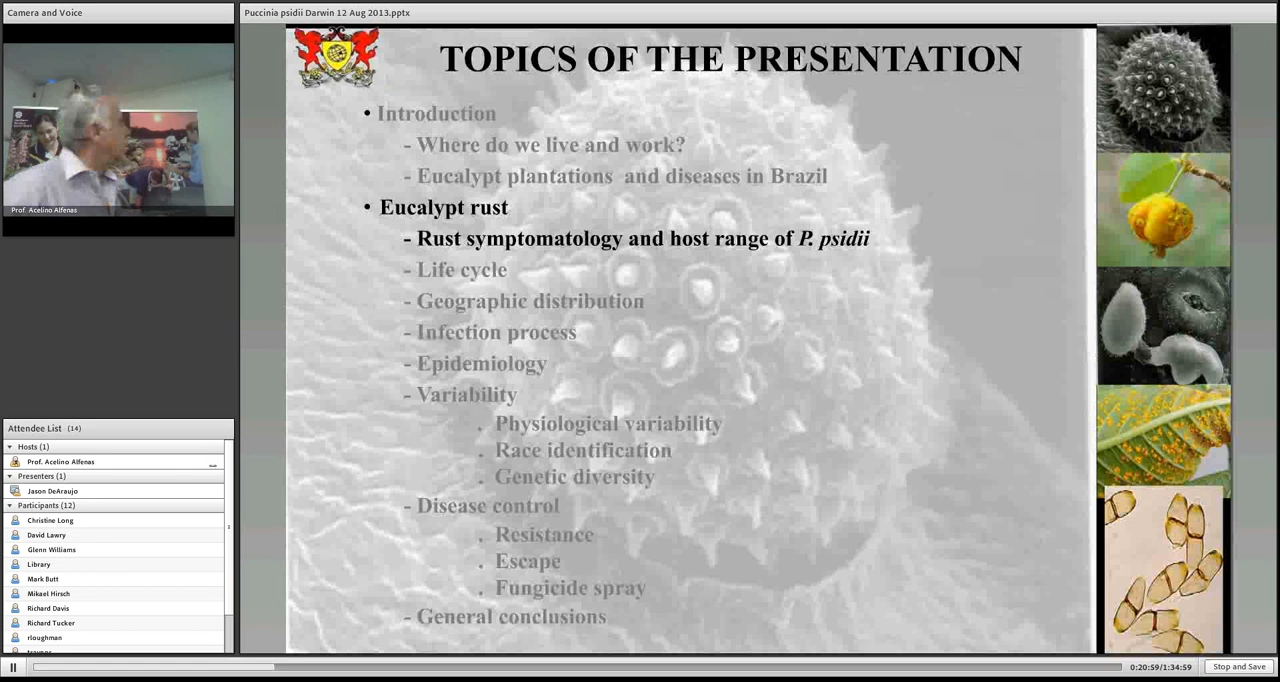 Camera and Voice
Prof. Acelino Alfenas
Attendee List (14)
Hosts (1)
Prof. Acelino Alfenas
Presenters (1)
Jason DeAraujo
Participants (12)
Christine Long
David Lawry
Glenn Williams
Library
Mark Butt
Mikael Hirsch
Richard Davis
Richard Tucker
rloughman
Puccinia psidii Darwin 12 Aug 2013.pptx
TOPICS OF THE PRESENTATION
• Introduction
- Where do we live and work?
- Eucalypt plantations and diseases in Brazil
• Eucalypt rust
- Rust symptomatology and host range of P. psidii
- Life cycle
- Geographic distribution
- Infection process
- Epidemiology
- Variability
. Physiological variability
. Race identification
. Genetic diversity
- Disease control
. Resistance
. Escape
. Fungicide spray
- General conclusions
0:20:59/1:34:59
Stop and Save